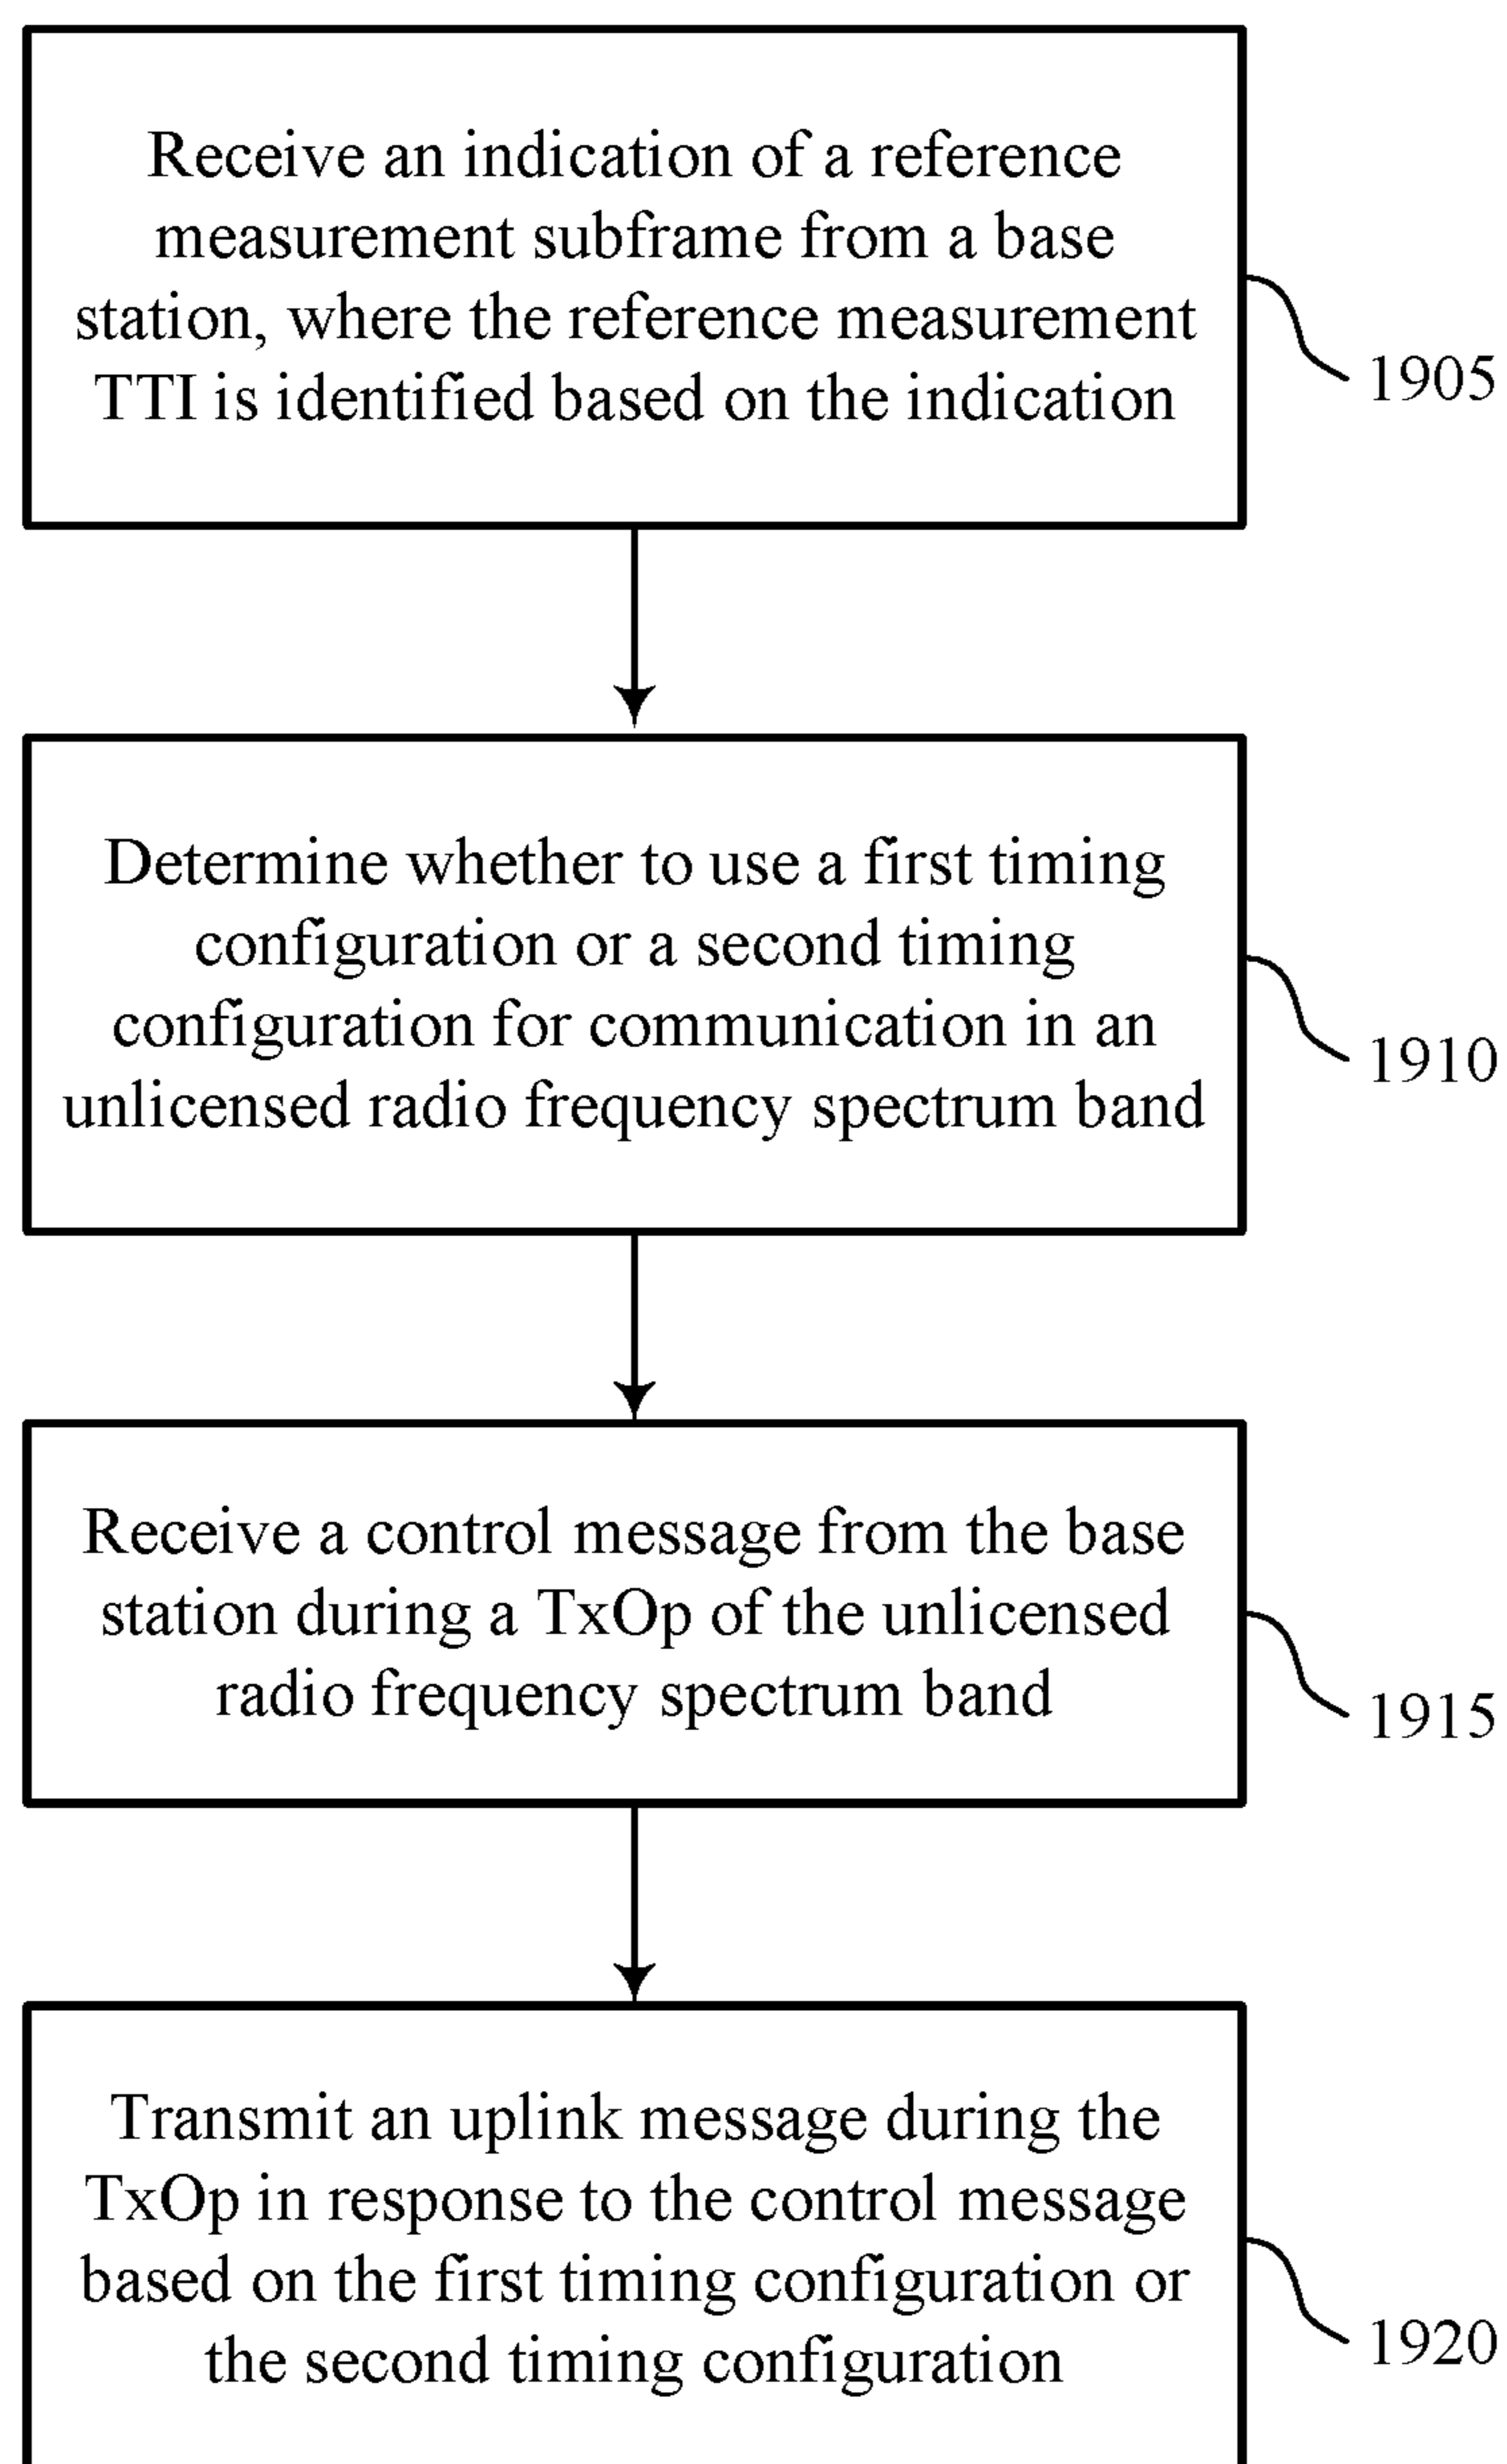 Receive an indication of a reference
measurement subframe from a base
station, where the reference measurement
TTI is identified based on the indication
1905
Determine whether to use a first timing
configuration or a second timing
configuration for communication in an
unlicensed radio frequency spectrum band
1910
Receive a control message from the base
station during a TxOp of the unlicensed
radio frequency spectrum band
1915
Transmit an uplink message during the
TxOp in response to the control message
based on the first timing configuration or
the second timing configuration
1920